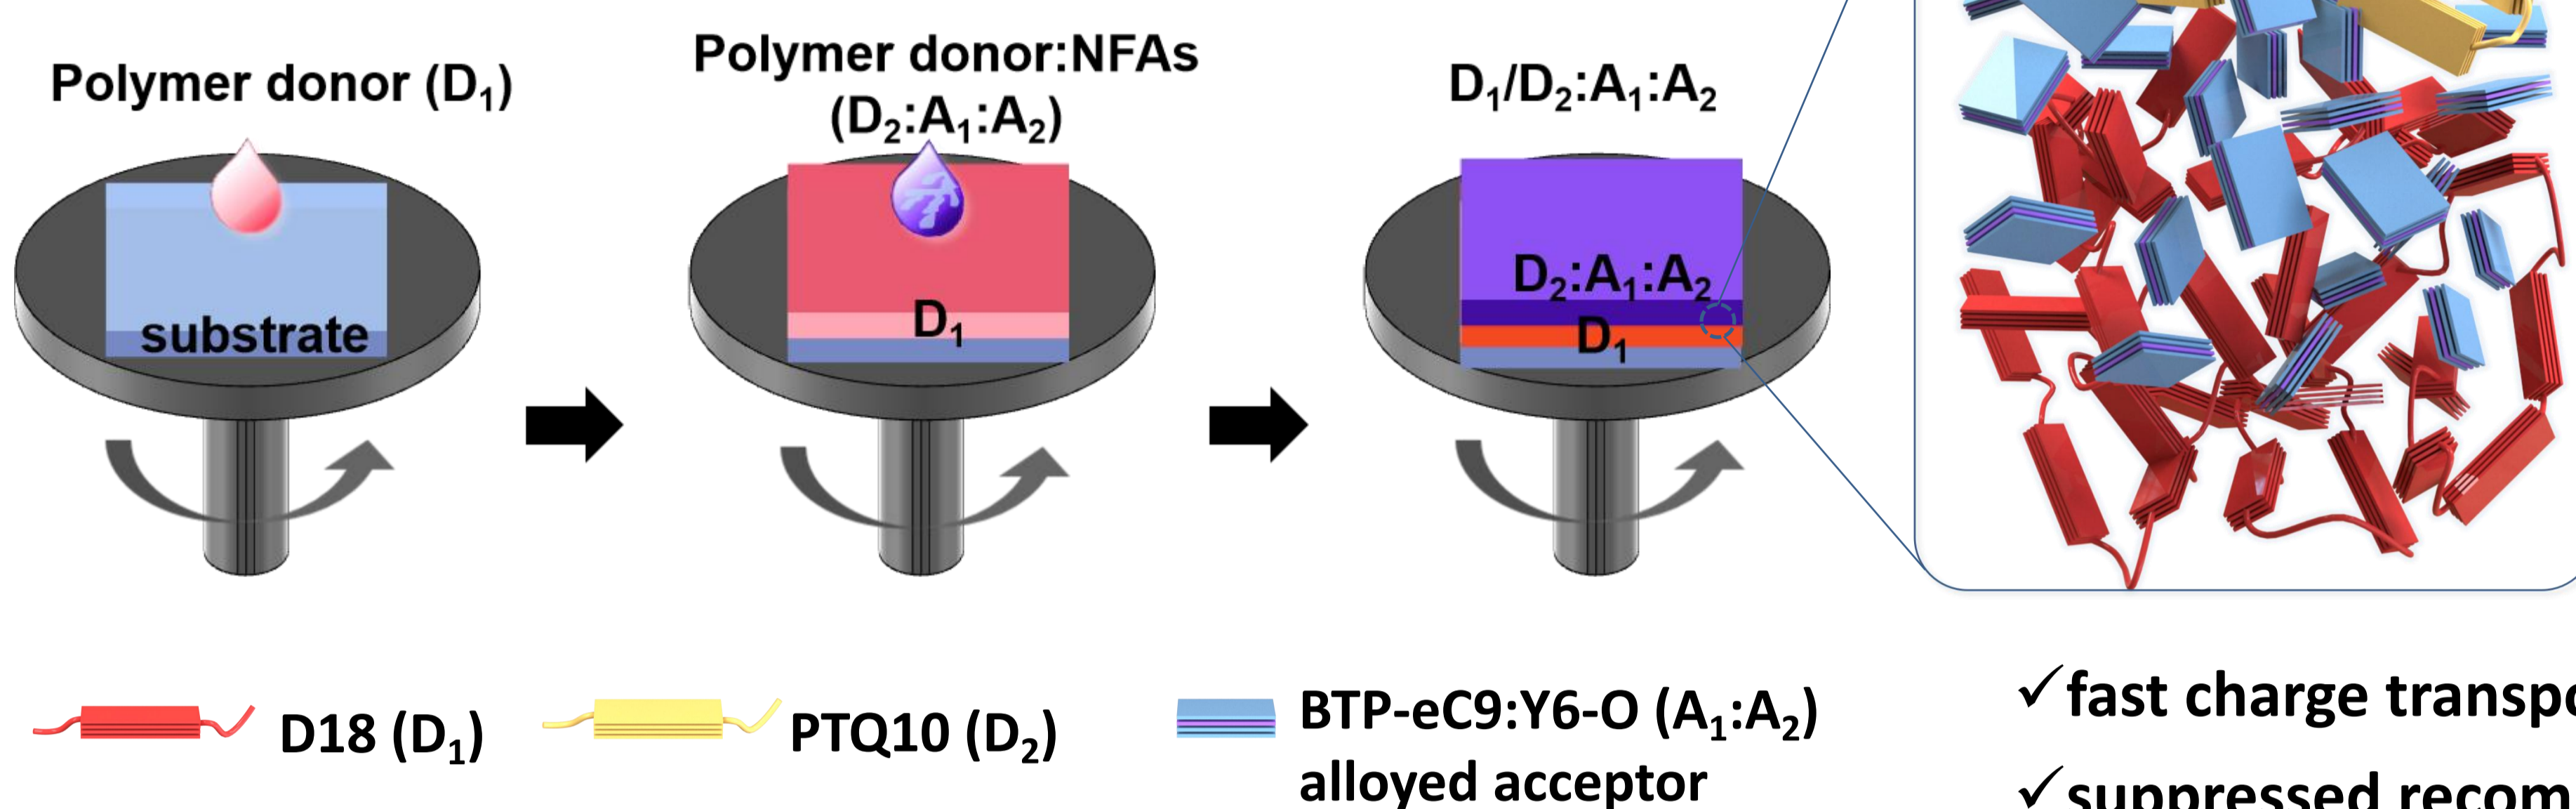 Polymer donor (D₁)
substrate
Polymer donor:NFAs
(D₂:A₁:A₂)
D₁
D₁/D₂:A₁:A₂
D₂:A₁:A₂
D₁
D18 (D₁)
PTQ10 (D₂)
BTP-eC9:Y6-O (A₁:A₂)
alloyed acceptor
✓fast charge
✓suppressed